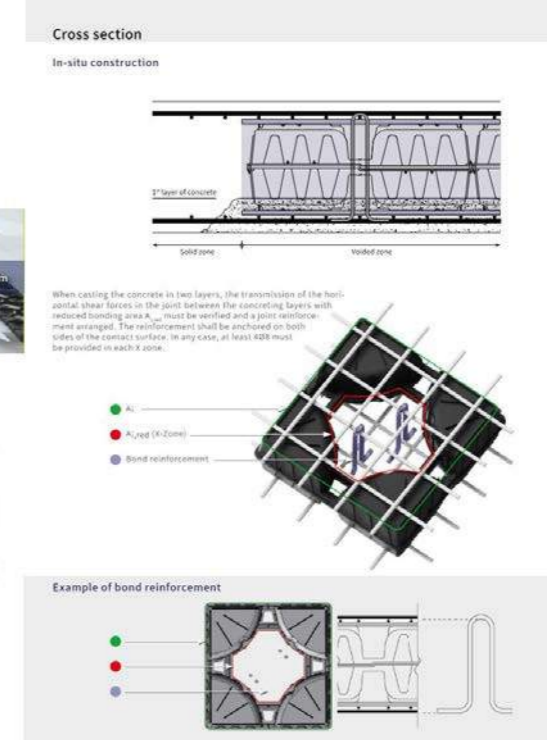 Cross section
In-situ construction
1st layer of concrete
Solid zone
Voided zone
When casting the concrete in two layers, the transmission of the hori-
zontal shear forces in the joint between the concreting layers with
reduced bonding area A must be verified and a joint reinforce-
ment arranged. The reinforcement shall be anchored on both
sides of the contact surface. In any case, at least 4Ø8 must
be provided in each X zone.
(X-Zone)
Bond reinforcement
Example of bond reinforcement